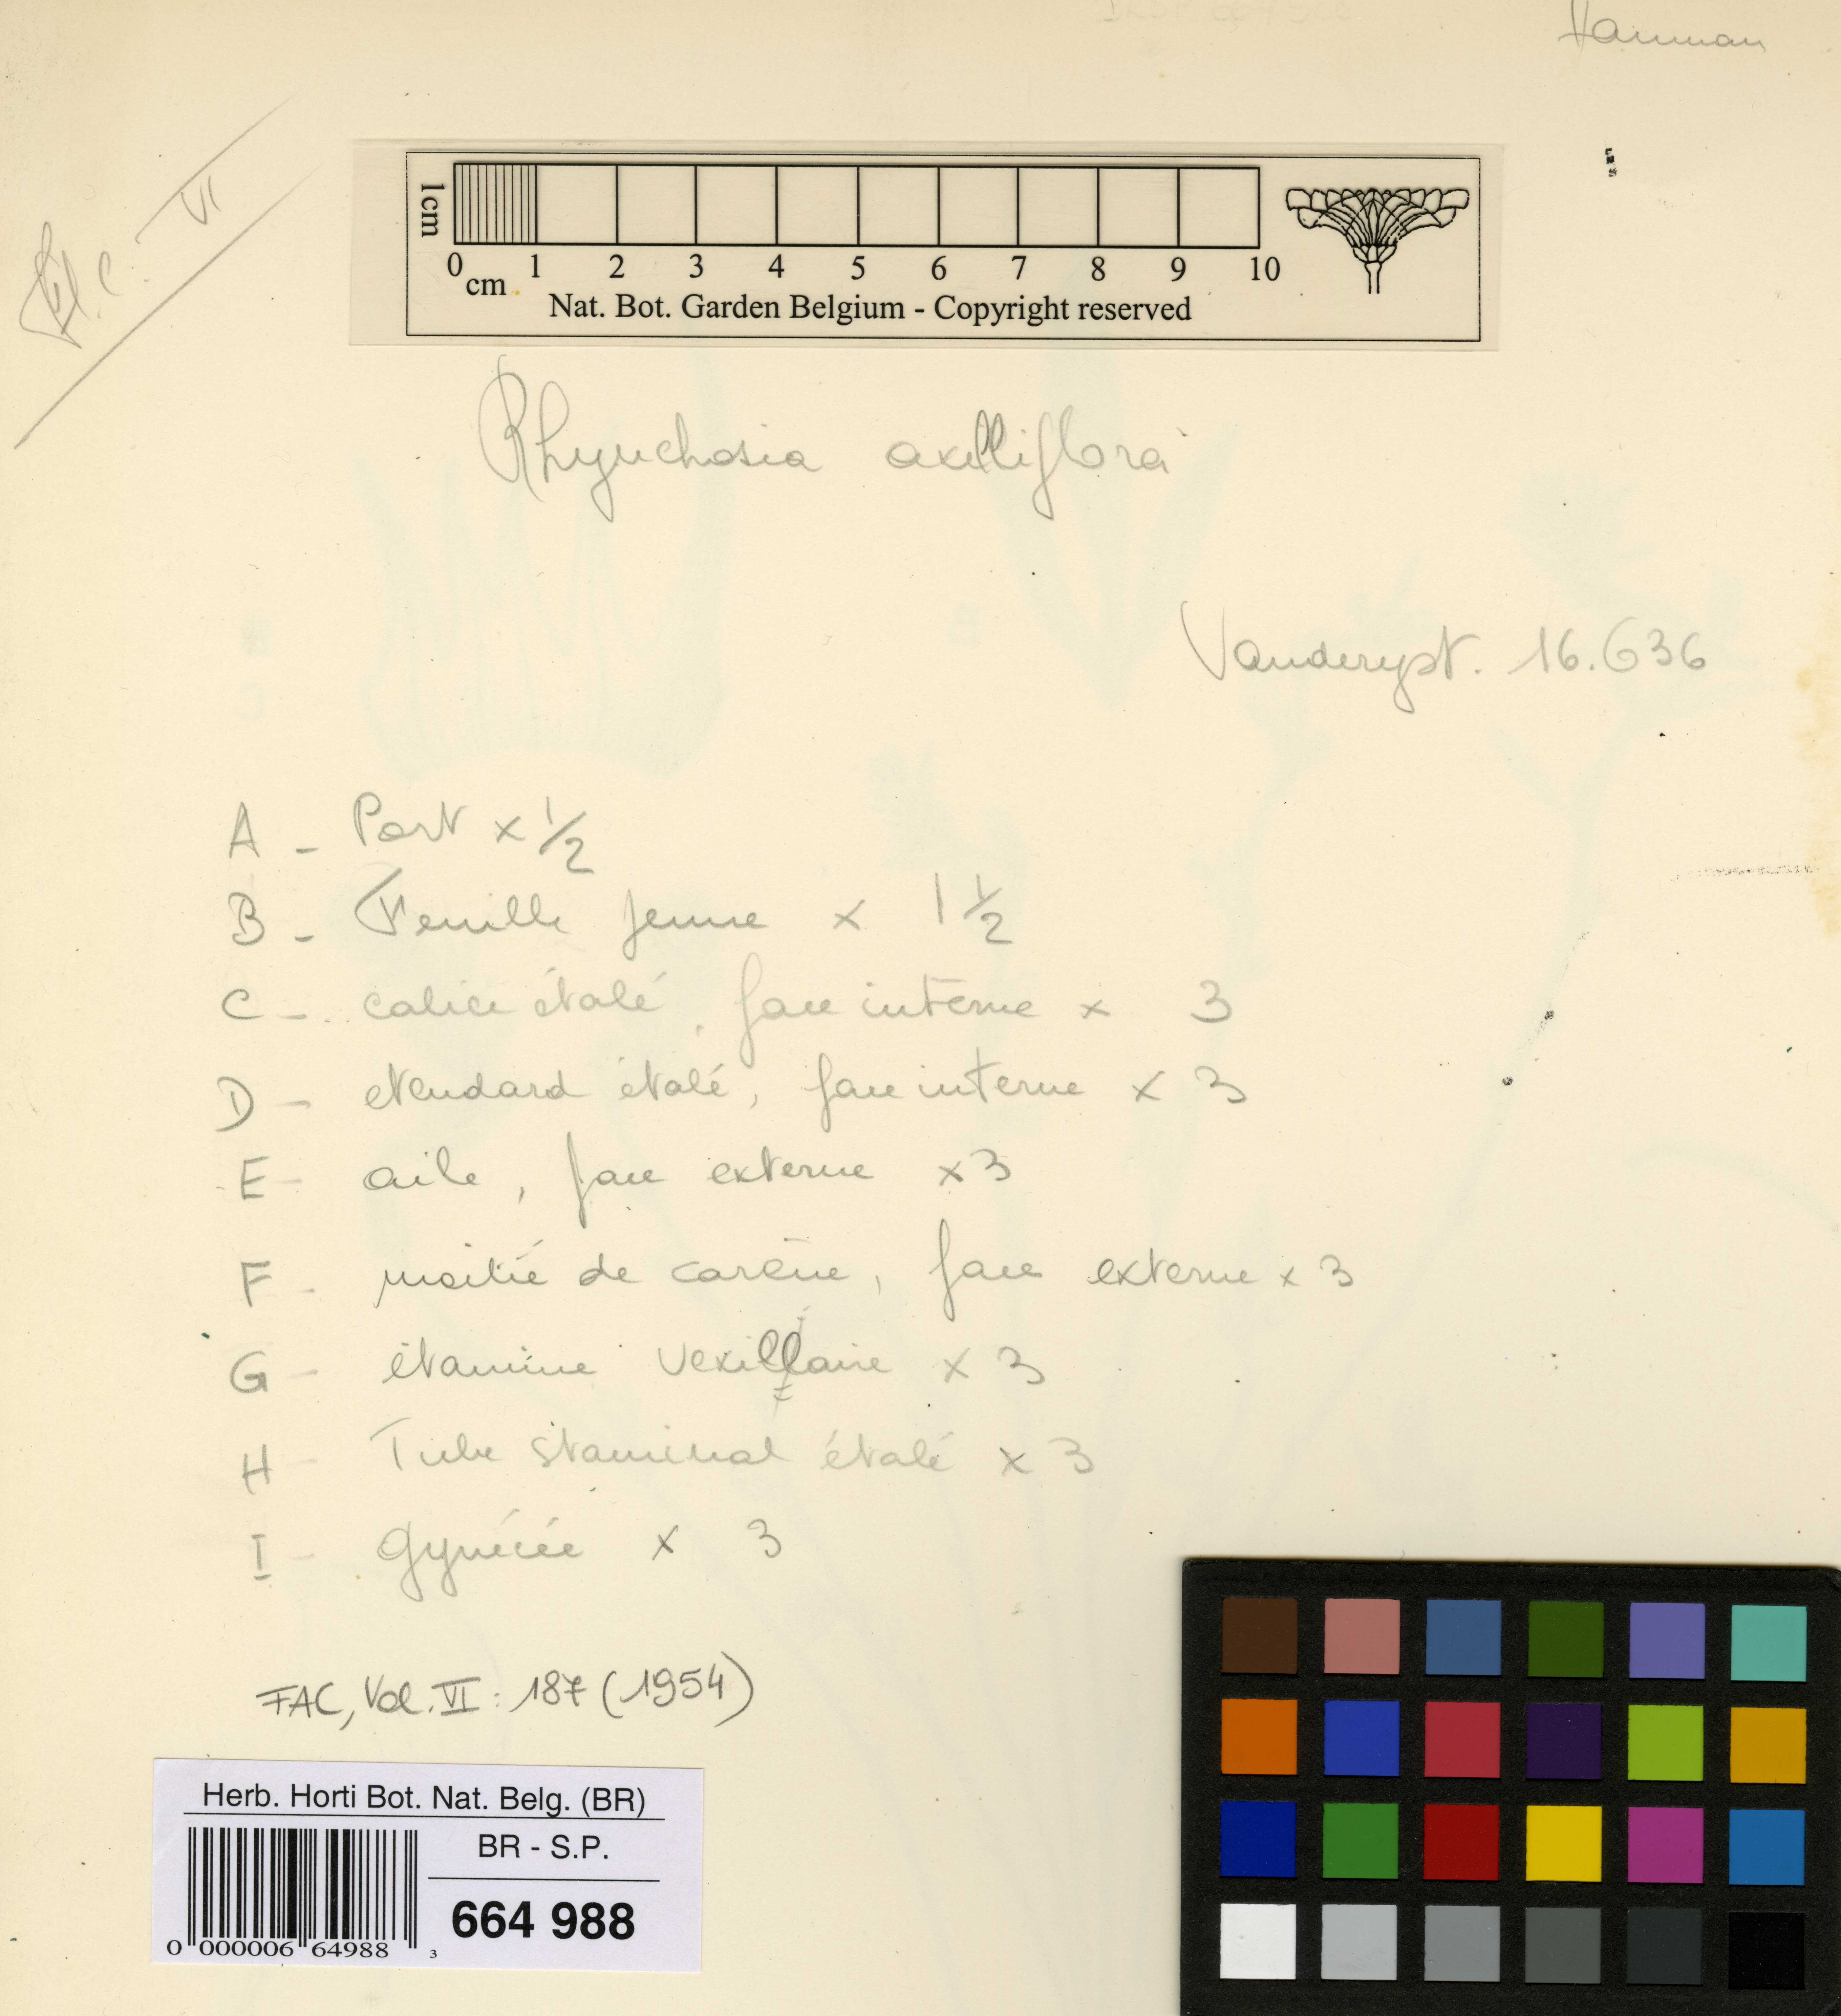 Hauman
Fl. C. VI
1cm
0 1 2 3 4 5 6 7 8 9 10
cm
Nat. Bot. Garden Belgium - Copyright reserved
Rhynchosia axilliflora
Vanderyst. 16.636
A - Port x 1/2
B - Feuille jeune x 1 1/2
C - calice étalé, face interne x 3
D - etendard étalé, face interne x 3
E - aile, face externe x 3
F - moitié de carène, face externe x 3
G - étamine vexillaire x 3
H - Tube staminal étalé x 3
I - gynécée x 3
FAC, Vol. VI : 187 (1954)
Herb. Horti Bot. Nat. Belg. (BR)
BR - S.P.
664 988
0 000006 64988 3